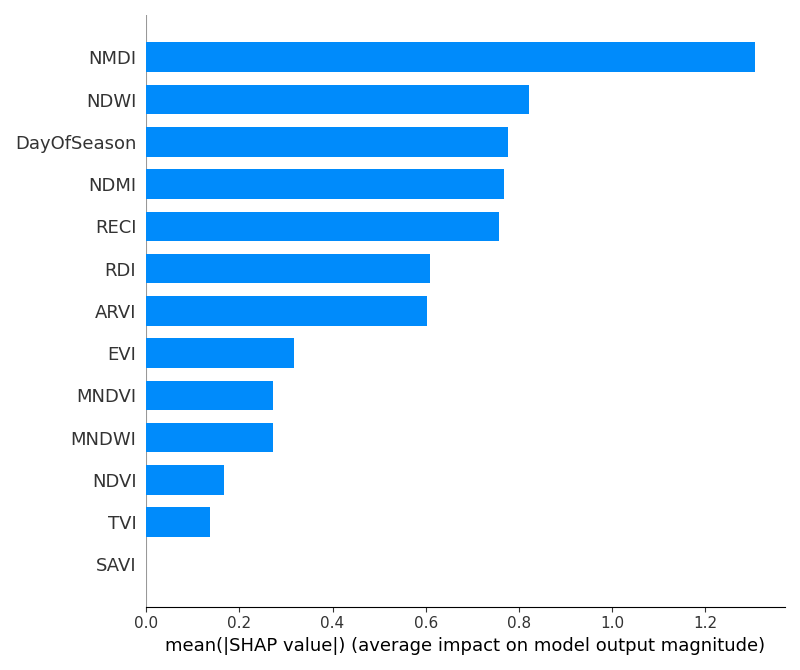 NMDI
NDWI
DayOfSeason
NDMI
RECI
RDI
ARVI
EVI
MNDVI
MNDWI
NDVI
TVI
SAVI
0.0 0.2 0.4 0.6 0.8 1.0 1.2
mean(|SHAP value|) (average impact on model output magnitude)